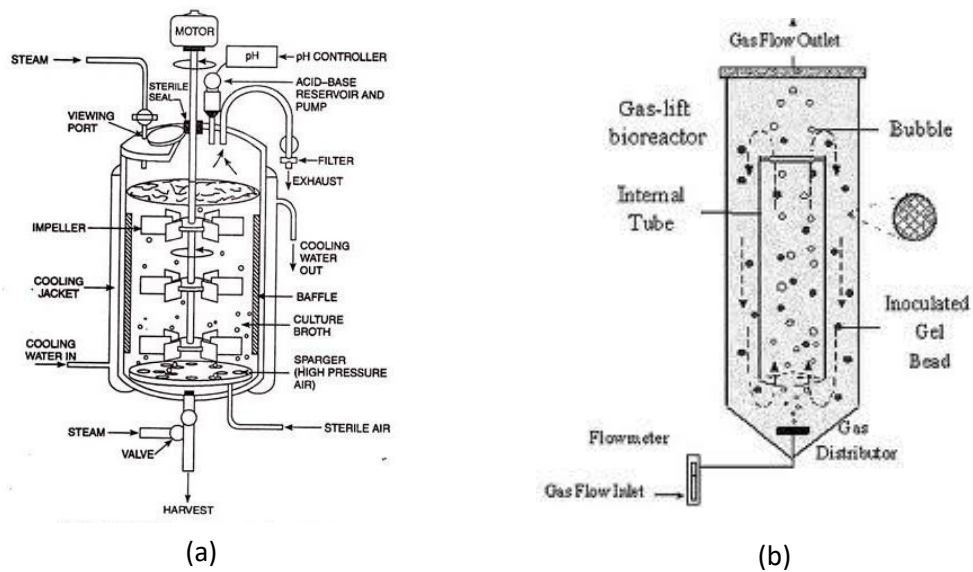 MOTOR
STEAM
pH
pH CONTROLLER
ACID-BASE
RESERVOIR AND
PUMP
STERILE
SEAL
VIEWING
PORT
FILTER
EXHAUST
IMPELLER
COOLING
WATER
OUT
COOLING
JACKET
BAFFLE
CULTURE
BROTH
COOLING
WATER IN
SPARGER
(HIGH PRESSURE
AIR)
STEAM
STERILE AIR
VALVE
HARVEST
(a)
Gas Flow Outlet
Gas-lift
bioreactor
Bubble
Internal
Tube
Inoculated
Gel
Bead
Gas
Distributor
Flowmeter
Gas Flow Inlet
(b)